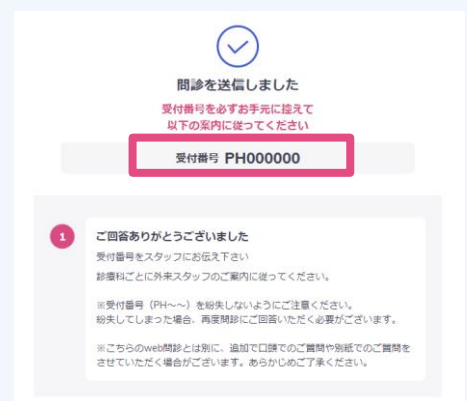 問診を送信しました
受付番号を必ずお手元に控えて
以下の案内に従ってください
受付番号 PH000000
1
ご回答ありがとうございました
受付番号をスタッフにお伝え下さい
診療科ごとに外来スタッフのご案内に従ってください。
※受付番号（PH～～）を紛失しないようにご注意ください。
紛失してしまった場合、再度問診にご回答いただく必要がございます。
※こちらのweb問診とは別に、追加で口頭でのご質問や別紙でのご質問を
させていただく場合がございます。あらかじめご了承ください。